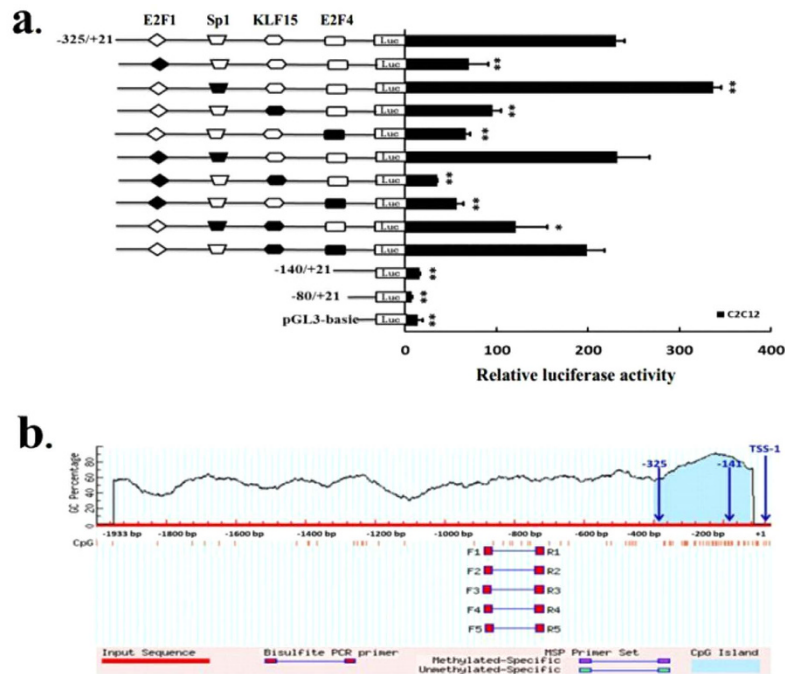 a.
E2F1 Sp1 KLF15 E2F4
-325/+21 Luc
Luc **
Luc **
Luc **
Luc **
Luc
Luc **
Luc **
Luc *
Luc
-140/+21 Luc **
-80/+21 Luc **
pGL3-basic Luc **
C2C12
0 100 200 300 400
Relative luciferase activity
b.
TSS-1
-325 -141
GC Percentage
0 20 40 60 80
-1933 bp -1800 bp -1600 bp -1400 bp -1200 bp -1000 bp -800 bp -600 bp -400 bp -200 bp +1
CpG
F1 R1
F2 R2
F3 R3
F4 R4
F5 R5
Input Sequence Bisulfite PCR primer MSP Primer Set CpG Island
Methylated-Specific
Unmethylated-Specific